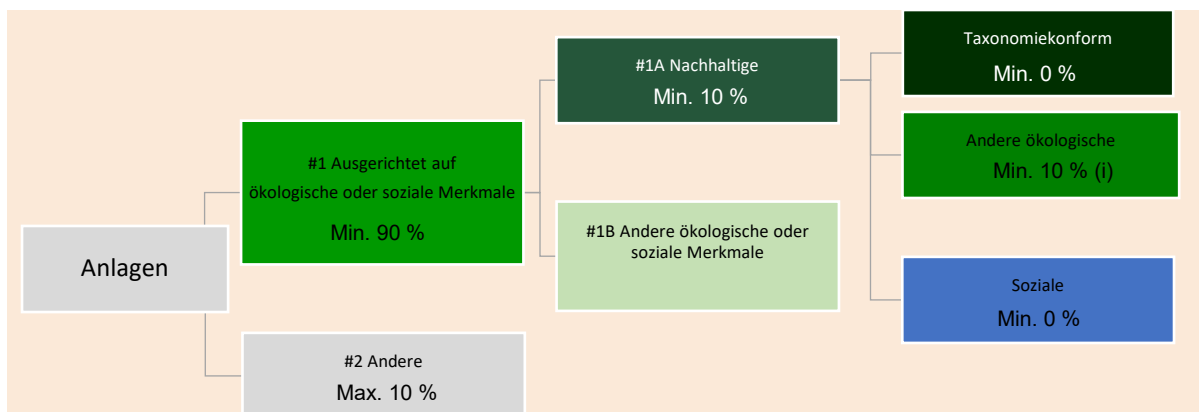 Anlagen
#1 Ausgerichtet auf
ökologische oder soziale Merkmale
Min. 90 %
#2 Andere
Max. 10 %
#1A Nachhaltige
Min. 10 %
#1B Andere ökologische oder
soziale Merkmale
Taxonomiekonform
Min. 0 %
Andere ökologische
Min. 10 % (i)
Soziale
Min. 0 %